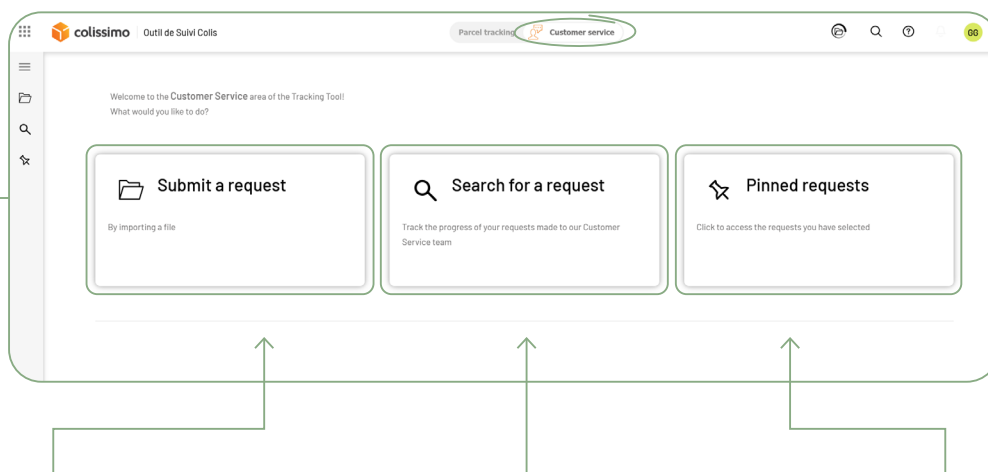 colissimo Outil de Suivi Colis Parcel tracking Customer service GG
Welcome to the Customer Service area of the Tracking Tool!
What would you like to do?
Submit a request
By importing a file
Search for a request
Track the progress of your requests made to our Customer
Service team
Pinned requests
Click to access the requests you have selected